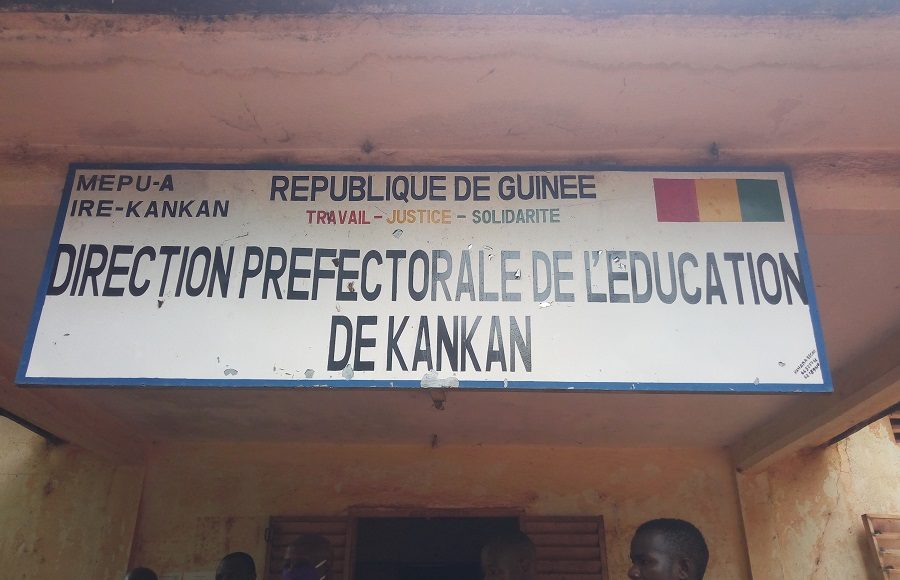 MEPU-A
IRE-KANKAN
REPUBLIQUE DE GUINEE
TRAVAIL - JUSTICE - SOLIDARITE
DIRECTION PREFECTORALE DE L'EDUCATION
DE KANKAN